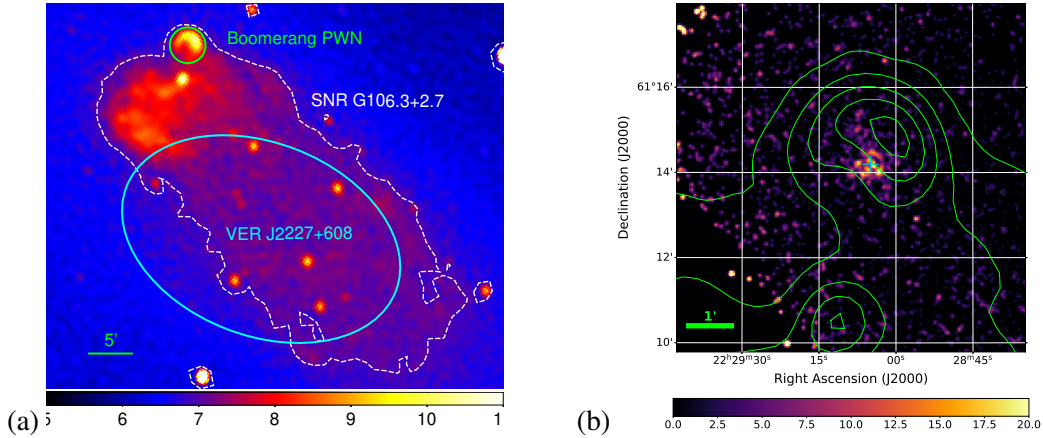 Boomerang PWN
SNR G106.3+2.7
VER J2227+608
5'
5 6 7 8 9 10 1
(a)
Declination (J2000)
61°16'
14'
12'
10'
1'
22ʰ29ᵐ30ˢ 15ˢ 00ˢ 28ᵐ45ˢ
Right Ascension (J2000)
0.0 2.5 5.0 7.5 10.0 12.5 15.0 17.5 20.0
(b)